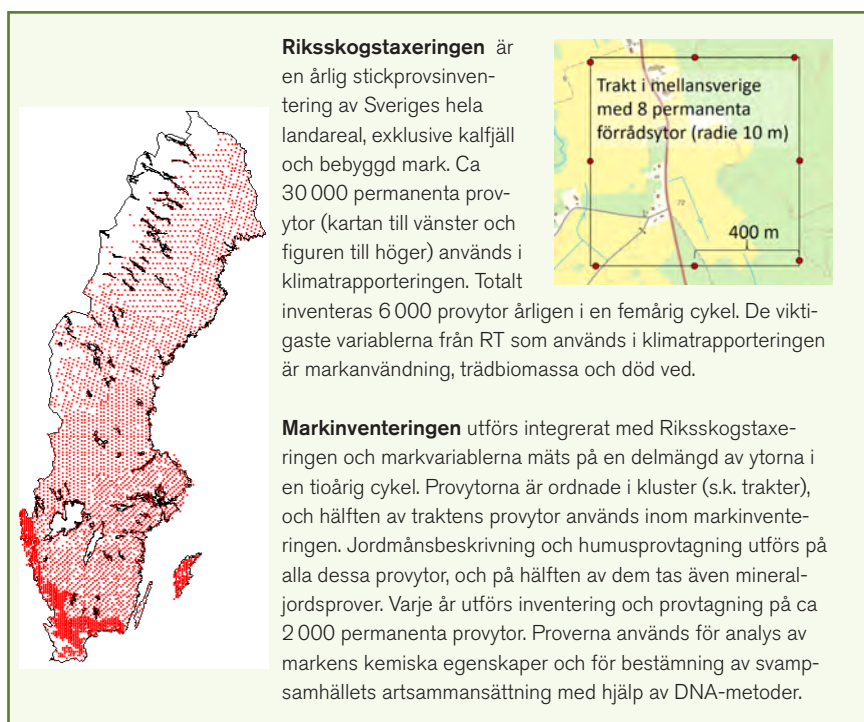 Riksskogstaxeringen är
en årlig stickprovsinven-
tering av Sveriges hela
landareal, exklusive kalfjäll
och bebyggd mark. Ca
30 000 permanenta prov-
ytor (kartan till vänster och
figuren till höger) används i
klimatrapporteringen. Totalt
inventeras 6 000 provytor årligen i en femårig cykel. De vikti-
gaste variablerna från RT som används i klimatrapporteringen
är markanvändning, trädbiomassa och död ved.
Trakt i mellansverige
med 8 permanenta
förrådsytor (radie 10 m)
72
400 m
Markinventeringen utförs integrerat med Riksskogstaxe-
ringen och markvariablerna mäts på en delmängd av ytorna i
en tioårig cykel. Provytorna är ordnade i kluster (s.k. trakter),
och hälften av traktens provytor används inom markinvente-
ringen. Jordmånsbeskrivning och humusprovtagning utförs på
alla dessa provytor, och på hälften av dem tas även mineral-
jordsprover. Varje år utförs inventering och provtagning på ca
2 000 permanenta provytor. Proverna används för analys av
markens kemiska egenskaper och för bestämning av svamp-
samhällets artsammansättning med hjälp av DNA-metoder.